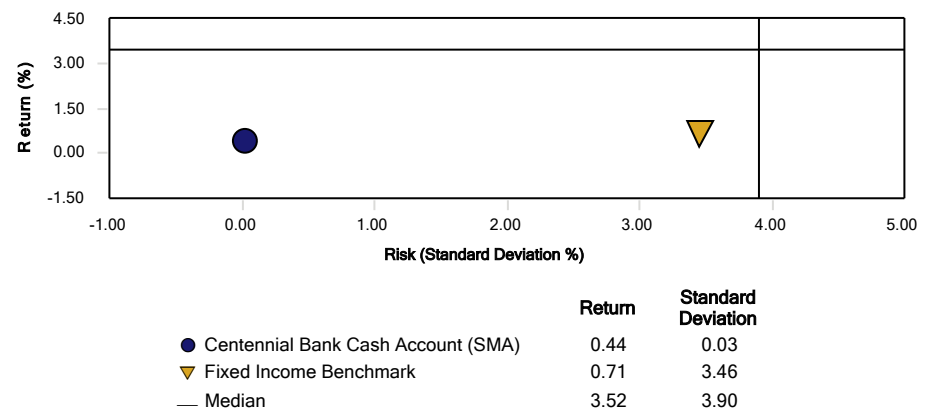 4.50
3.00
1.50
0.00
-1.50
Return (%)
-1.00 0.00 1.00 2.00 3.00 4.00 5.00
Risk (Standard Deviation %)
Return Standard Deviation
Centennial Bank Cash Account (SMA) 0.44 0.03
Fixed Income Benchmark 0.71 3.46
Median 3.52 3.90